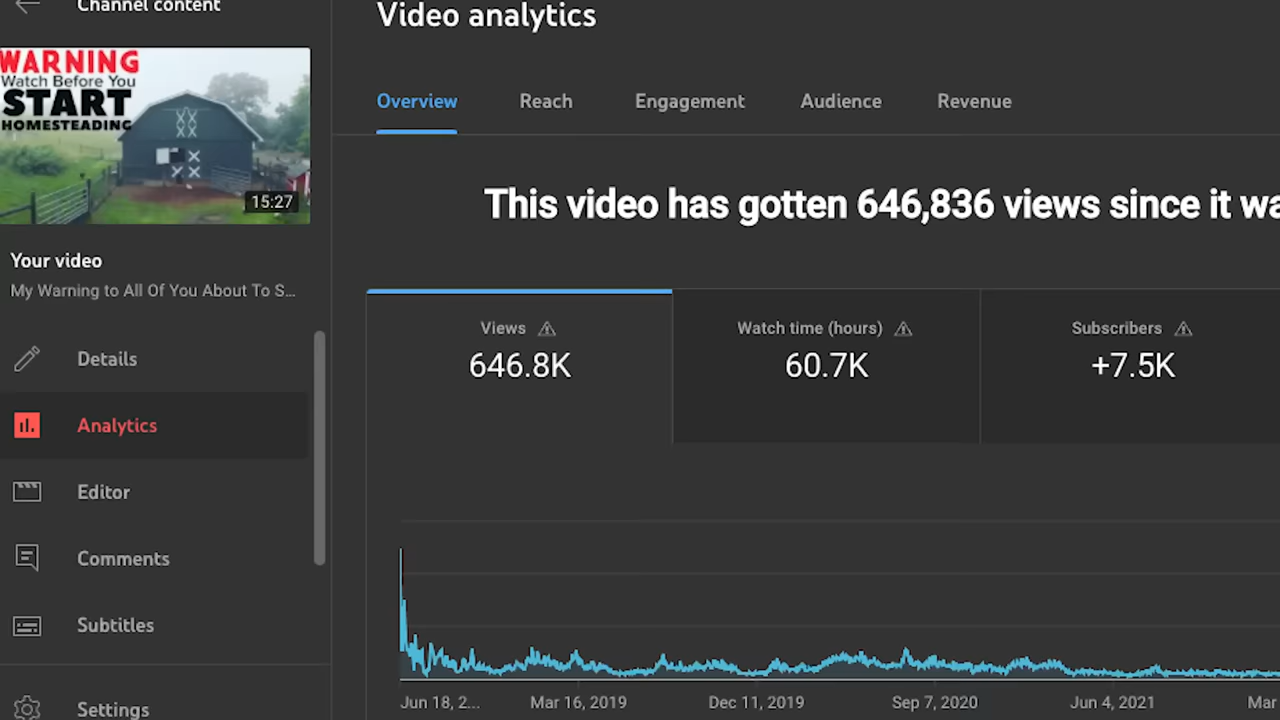 Channel content
WARNING
Watch Before You
START
HOMESTEADING
15:27
Your video
My Warning to All Of You About To S...
Details
Analytics
Editor
Comments
Subtitles
Settings
Video analytics
Overview Reach Engagement Audience Revenue
This video has gotten 646,836 views since it wa
Views Watch time (hours) Subscribers
646.8K 60.7K +7.5K
Jun 18, 2... Mar 16, 2019 Dec 11, 2019 Sep 7, 2020 Jun 4, 2021 Mar